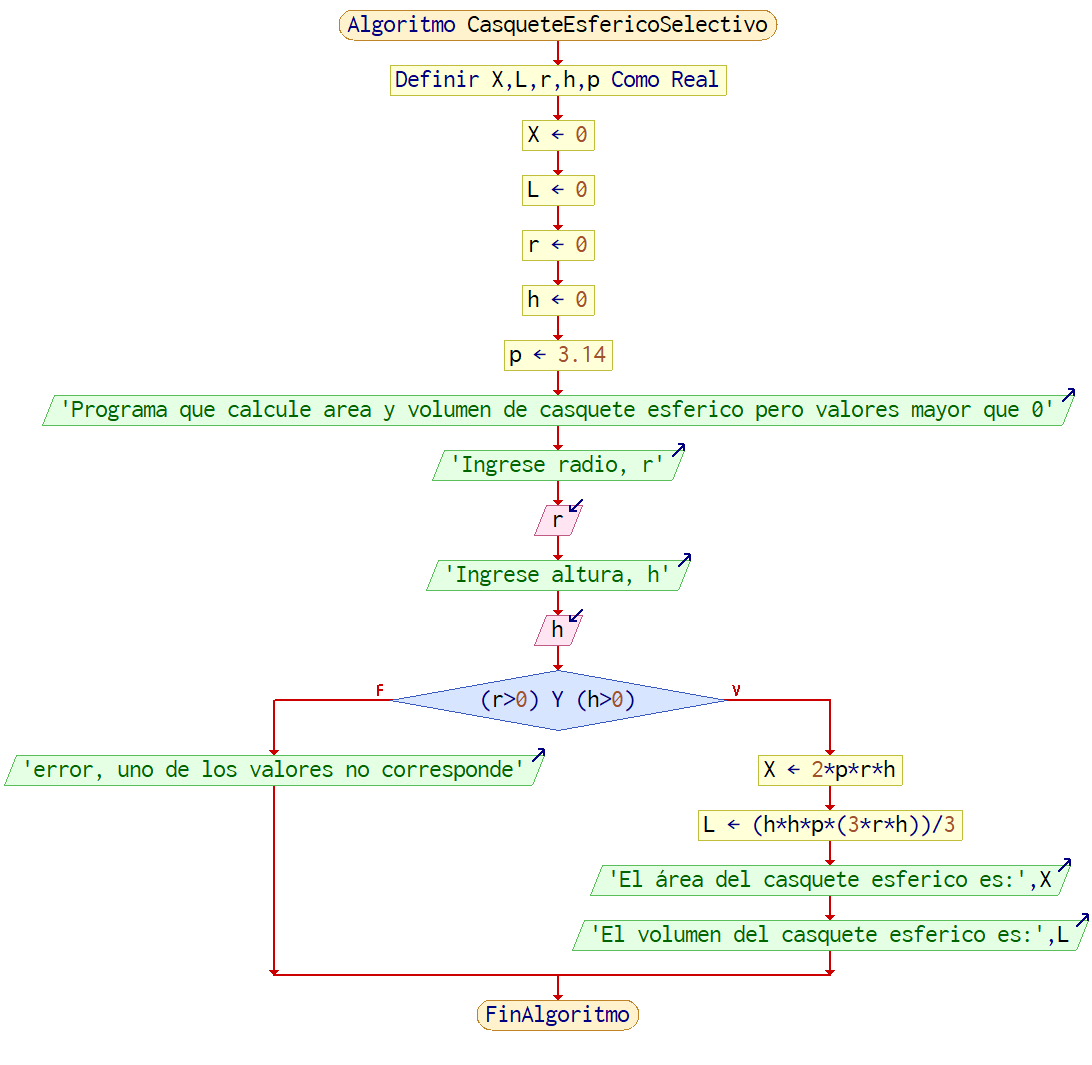 Algoritmo CasqueteEsfericoSelectivo
Definir X,L,r,h,p Como Real
X ← 0
L ← 0
r ← 0
h ← 0
p ← 3.14
'Programa que calcule area y volumen de casquete esferico pero valores mayor que 0'
'Ingrese radio, r'
r
'Ingrese altura, h'
h
(r>0) Y (h>0)
F
V
'error, uno de los valores no corresponde'
X ← 2*p*r*h
L ← (h*h*p*(3*r*h))/3
'El área del casquete esferico es:',X
'El volumen del casquete esferico es:',L
FinAlgoritmo